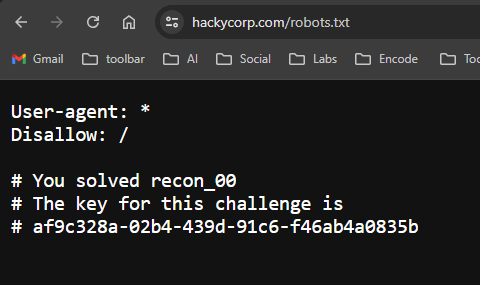 hackycorp.com/robots.txt
Gmail toolbar AI Social Labs Encode
User-agent: *
Disallow: /
# You solved recon_00
# The key for this challenge is
# af9c328a-02b4-439d-91c6-f46ab4a0835b